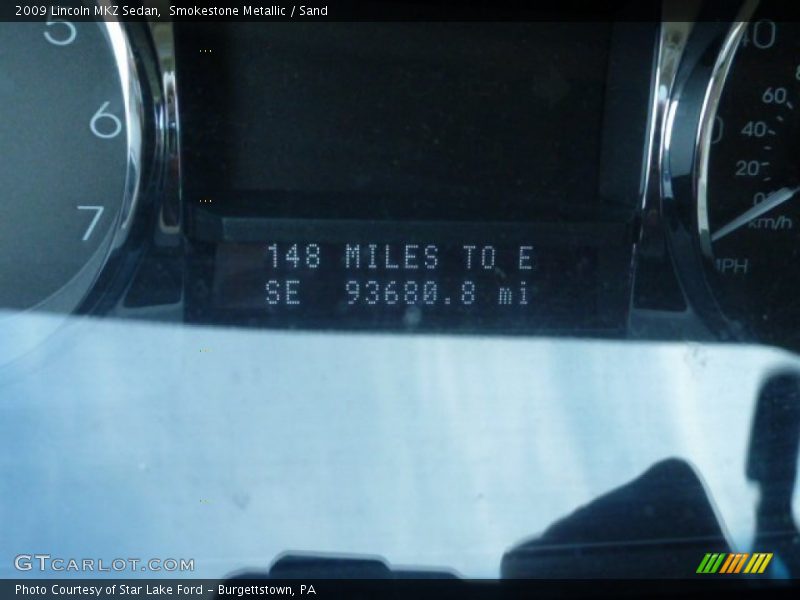 2009 Lincoln MKZ Sedan, Smokestone Metallic / Sand
5
6
7
148 MILES TO E
SE 93680.8 mi
40
60
40
20
0
km/h
MPH
GTCARLOT.COM
Photo Courtesy of Star Lake Ford - Burgettstown, PA